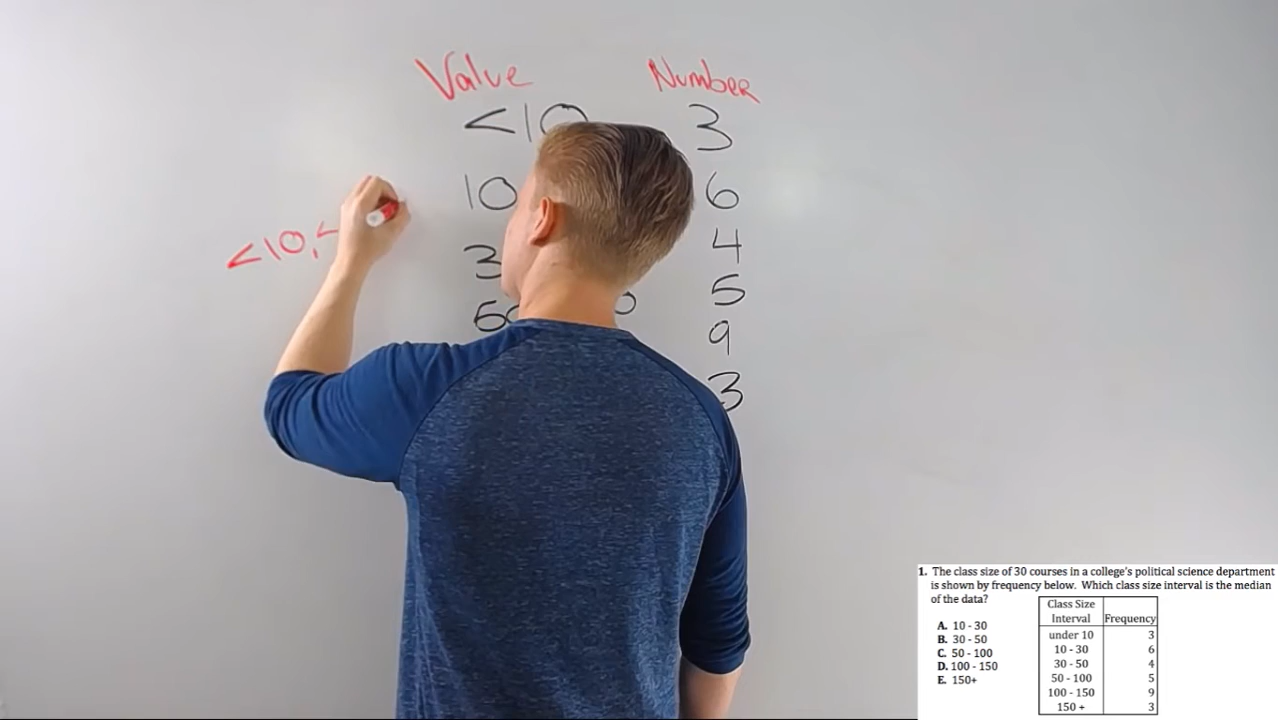 Value Number
<10 3
10 6
<10, <
3 4
50 5
9
3
1. The class size of 30 courses in a college's political science department
is shown by frequency below. Which class size interval is the median
of the data?
A. 10 - 30
B. 30 - 50
C. 50 - 100
D. 100 - 150
E. 150+
Class Size
Interval Frequency
under 10 3
10 - 30 6
30 - 50 4
50 - 100 5
100 - 150 9
150 + 3